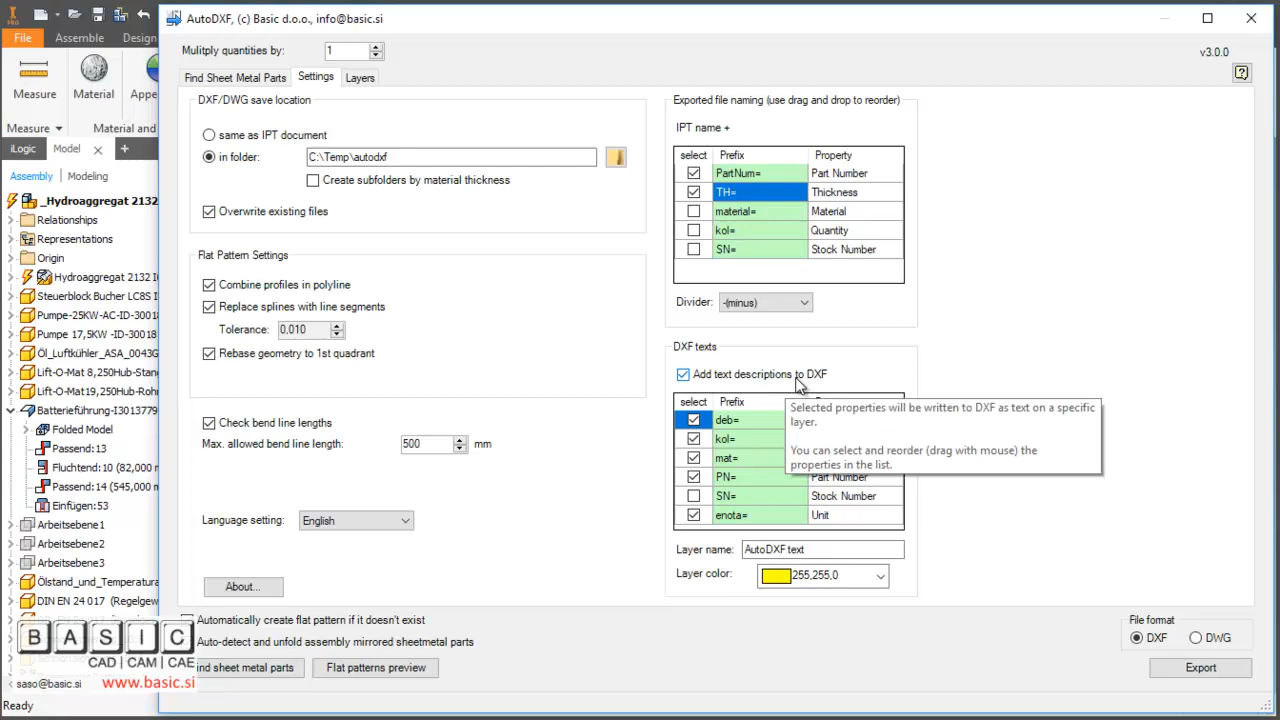 AutoDXF, (c) Basic d.o.o., info@basic.si
PRO
File
Assemble
Design
Measure
Material
Appe
Measure
Material and
iLogic
Model
Assembly
Modeling
_Hydroaggregat 2132
Relationships
Representations
Origin
Hydroaggregat 2132 I
Steuerblock Bucher LC8S I
Pumpe-25KW-AC-ID-30018
Pumpe 17,5KW -ID-30018
Öl_Luftkühler_ASA_0043G
Lift-O-Mat 8,250Hub-Stang
Lift-O-Mat19,250Hub-Rohr
Batterieführung-I3013779
Folded Model
Passend:13
Fluchtend:10 (82,000 m
Passend:14 (545,000 m
Einfügen:53
Arbeitsebene1
Arbeitsebene2
Arbeitsebene3
Ölstand_und_Temperatura
DIN EN 24 017 (Regelgew
BASIC
CAD | CAM | CAE
saso@basic.si
www.basic.si
Ready
Mulitply quantities by:
1
v3.0.0
Find Sheet Metal Parts
Settings
Layers
DXF/DWG save location
same as IPT document
in folder:
C:\Temp\autodxf
Create subfolders by material thickness
Overwrite existing files
Flat Pattern Settings
Combine profiles in polyline
Replace splines with line segments
Tolerance:
0,010
Rebase geometry to 1st quadrant
Check bend line lengths
Max. allowed bend line length:
500
mm
Language setting:
English
About...
Exported file naming (use drag and drop to reorder)
IPT name +
select Prefix Property
PartNum= Part Number
TH= Thickness
material= Material
kol= Quantity
SN= Stock Number
Divider:
-(minus)
DXF texts
Add text descriptions to DXF
select Prefix
deb=
kol=
mat=
PN= Part Number
SN= Stock Number
enota= Unit
Selected properties will be written to DXF as text on a specific
layer.
You can select and reorder (drag with mouse) the
properties in the list.
Layer name:
AutoDXF text
Layer color:
255,255,0
Automatically create flat pattern if it doesn't exist
Auto-detect and unfold assembly mirrored sheetmetal parts
ind sheet metal parts
Flat patterns preview
File format
DXF
DWG
Export